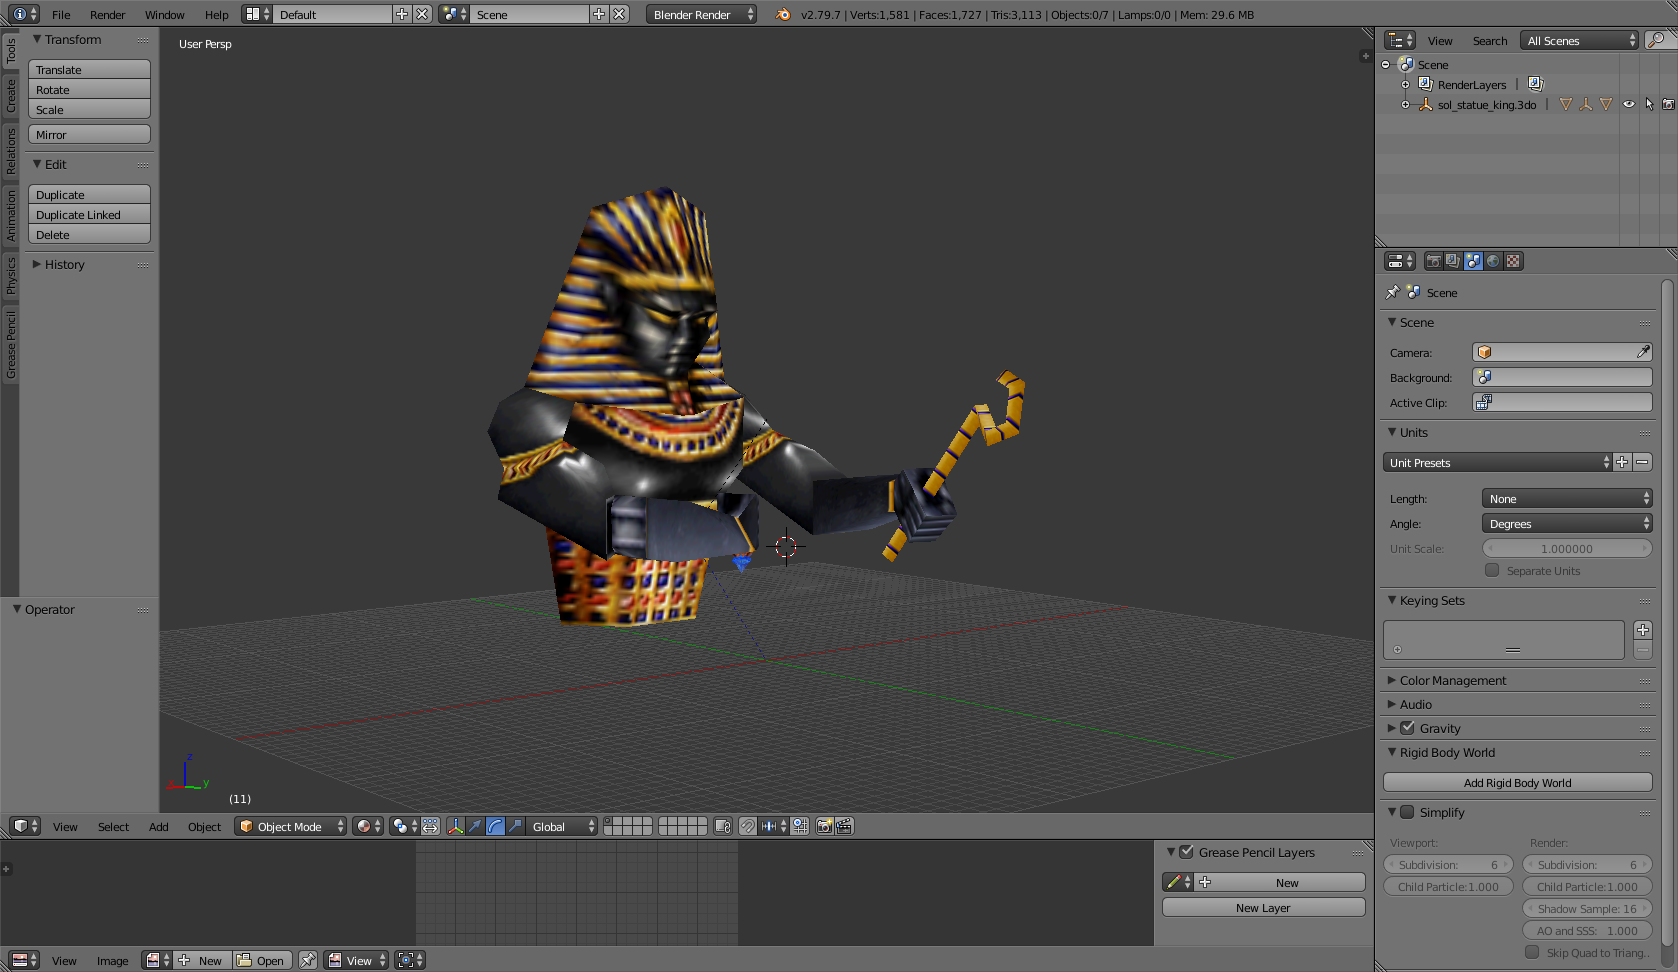 File Render Window Help Default Scene Blender Render v2.79.7 | Verts:1,581 | Faces:1,727 | Tris:3,113 | Objects:0/7 | Lamps:0/0 | Mem: 29.6 MB
Tools
Create
Relations
Animation
Physics
Grease Pencil
Transform
Translate
Rotate
Scale
Mirror
Edit
Duplicate
Duplicate Linked
Delete
History
Operator
User Persp
z
x
y
(11)
View Select Add Object Object Mode Global
View Search All Scenes
Scene
RenderLayers
sol_statue_king.3do
Scene
Scene
Camera:
Background:
Active Clip:
Units
Unit Presets
Length: None
Angle: Degrees
Unit Scale: 1.000000
Separate Units
Keying Sets
Color Management
Audio
Gravity
Rigid Body World
Add Rigid Body World
Simplify
Viewport: Render:
Subdivision: 6 Subdivision: 6
Child Particle:1.000 Child Particle:1.000
Shadow Sample: 16
AO and SSS: 1.000
Skip Quad to Triang..
Grease Pencil Layers
New
New Layer
View Image New Open View